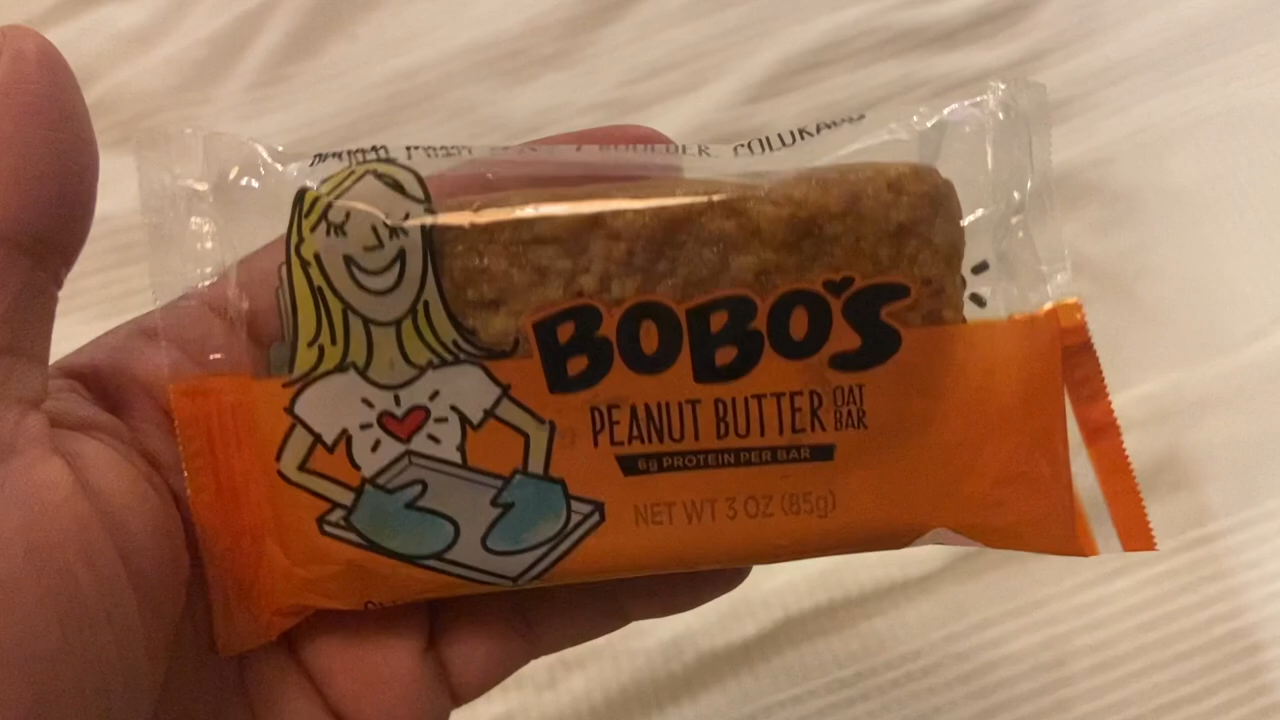 BOULDER, COLORADO
BOBO'S
PEANUT BUTTER OAT BAR
6g PROTEIN PER BAR
NET WT 3 OZ (85g)